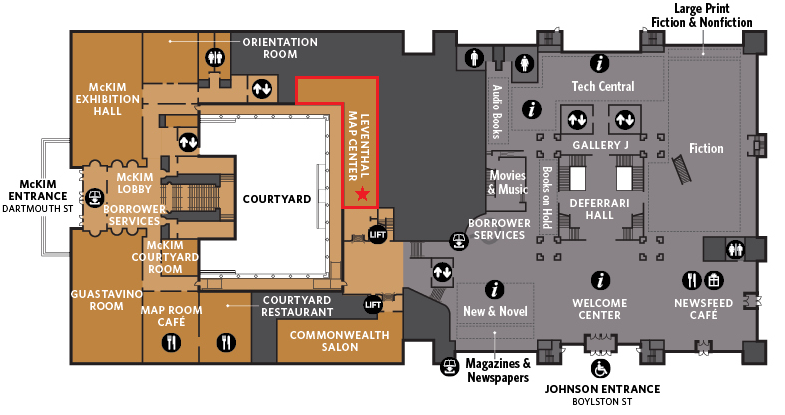 Large Print
Fiction & Nonfiction
ORIENTATION
ROOM
McKIM
EXHIBITION
HALL
Tech Central
Audio Books
LEVENTHAL
MAP CENTER
GALLERY J
Fiction
McKIM
ENTRANCE
DARTMOUTH ST
McKIM
LOBBY
BORROWER
SERVICES
COURTYARD
Movies
& Music
Books on Hold
DEFERRARI
HALL
BORROWER
SERVICES
LIFT
McKIM
COURTYARD
ROOM
GUASTAVINO
ROOM
MAP ROOM
CAFÉ
COURTYARD
RESTAURANT
LIFT
COMMONWEALTH
SALON
New & Novel
WELCOME
CENTER
NEWSFEED
CAFÉ
Magazines &
Newspapers
JOHNSON ENTRANCE
BOYLSTON ST